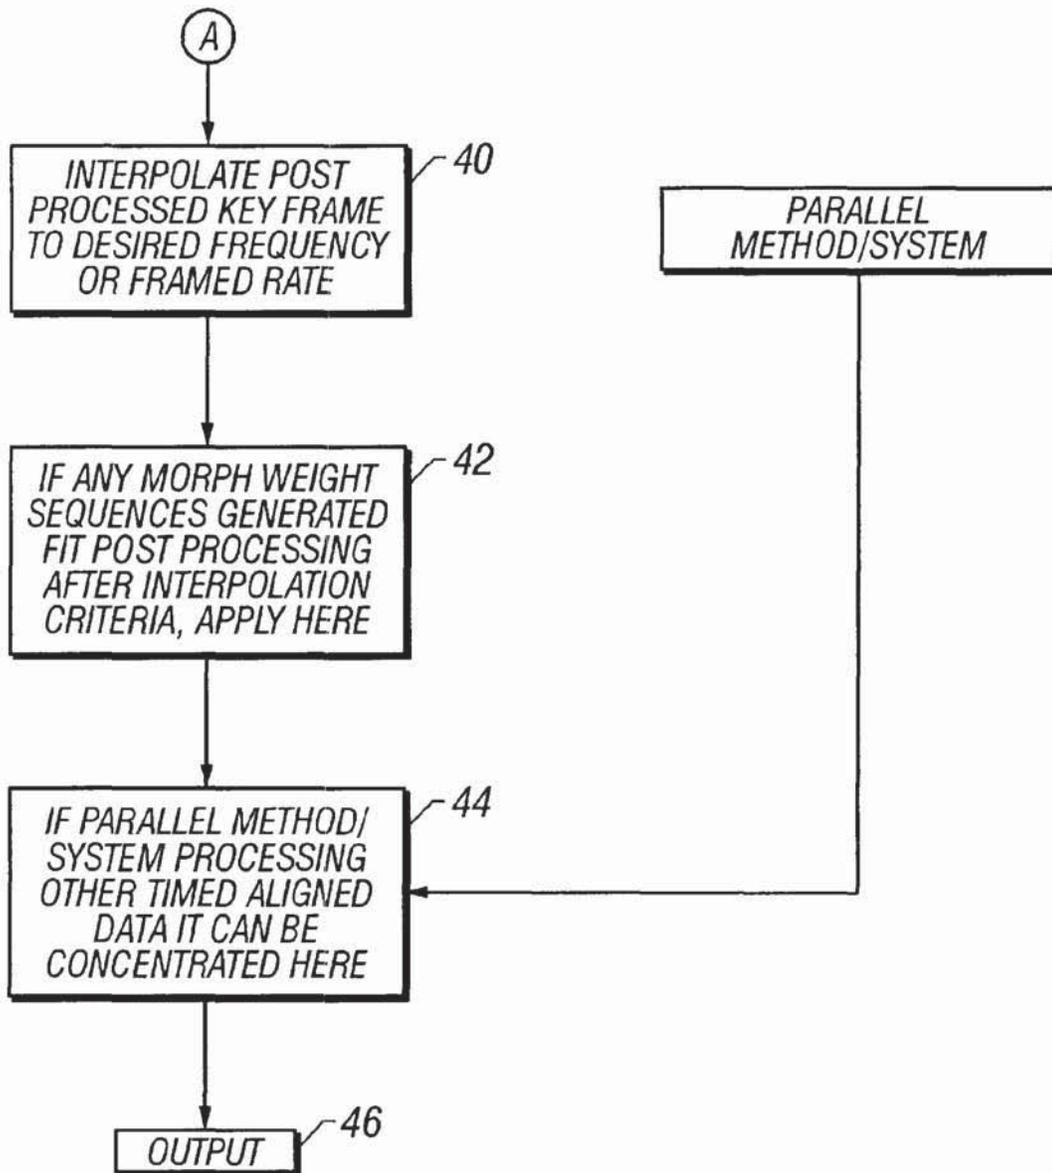 A
INTERPOLATE POST
PROCESSED KEY FRAME
TO DESIRED FREQUENCY
OR FRAMED RATE
40
PARALLEL
METHOD/SYSTEM
IF ANY MORPH WEIGHT
SEQUENCES GENERATED
FIT POST PROCESSING
AFTER INTERPOLATION
CRITERIA, APPLY HERE
42
IF PARALLEL METHOD/
SYSTEM PROCESSING
OTHER TIMED ALIGNED
DATA IT CAN BE
CONCENTRATED HERE
44
OUTPUT
46